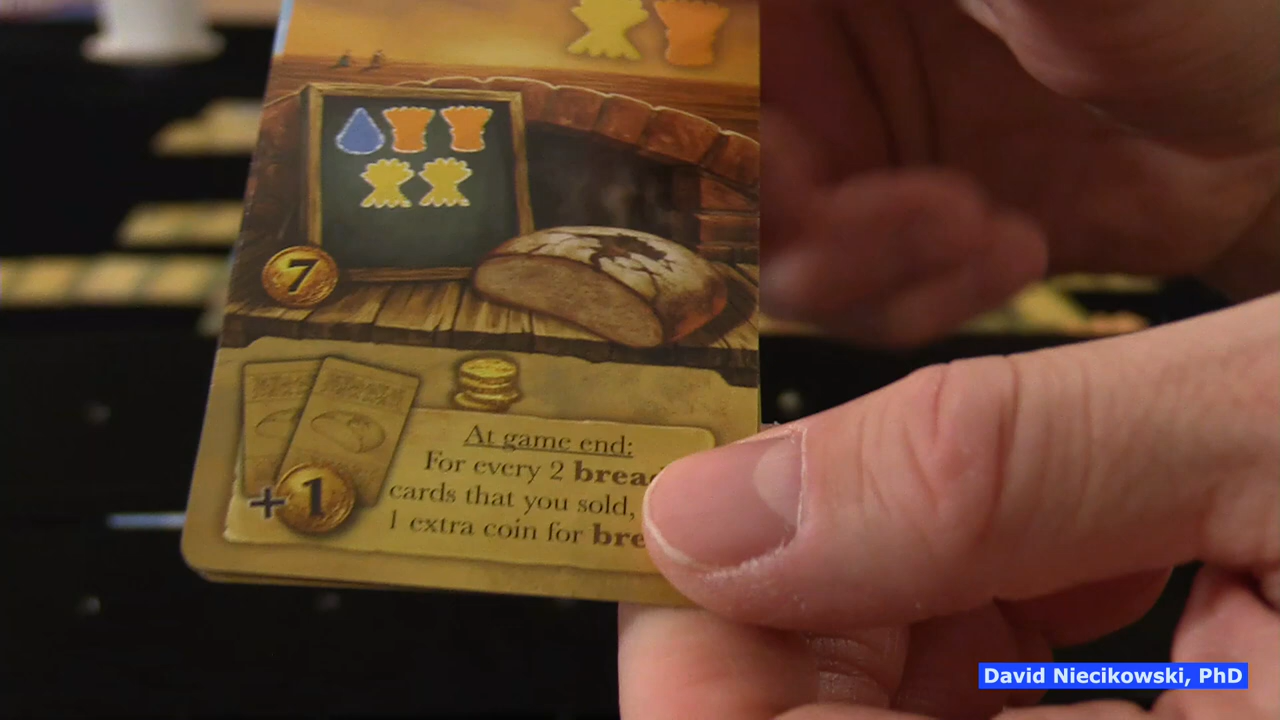 7
At game end:
For every 2
cards that you sold,
1 extra coin for
+1
David Niecikowski, PhD